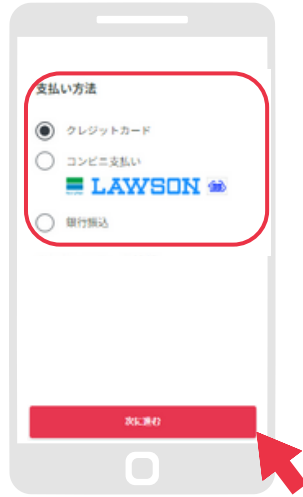 支払い方法
クレジットカード
コンビニ支払い
LAWSON
銀行振込
次に進む